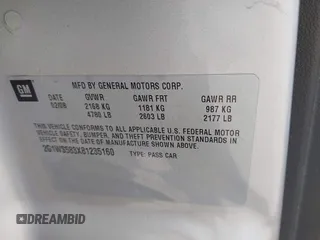 GM
MFD BY GENERAL MOTORS CORP.
DATE GVWR GAWR FRT GAWR RR
2168 KG 1181 KG 987 KG
4780 LB 2603 LB 2177 LB
THIS VEHICLE CONFORMS TO ALL APPLICABLE U.S. FEDERAL MOTOR
VEHICLE SAFETY, BUMPER, AND THEFT PREVENTION STANDARDS IN
EFFECT ON THE DATE OF MANUFACTURE SHOWN ABOVE.
TYPE: PASS CAR
DREAMBID